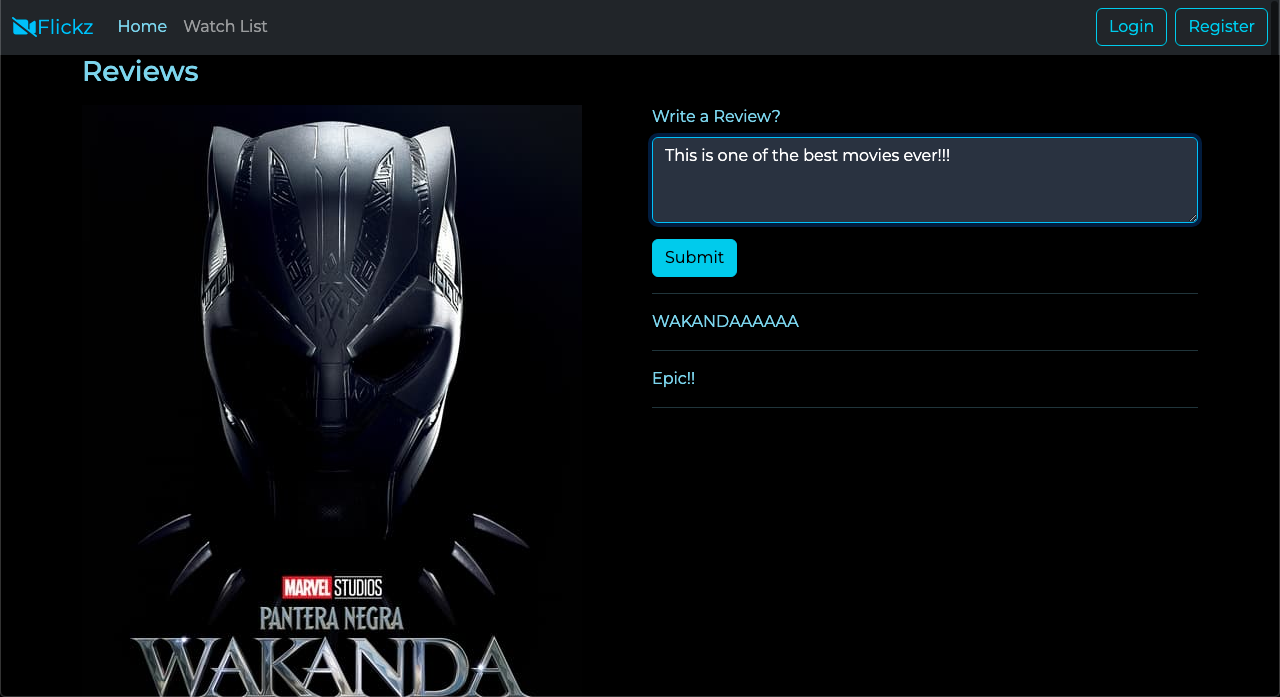 Flickz Home Watch List Login Register
Reviews
Write a Review?
This is one of the best movies ever!!!
Submit
WAKANDAAAAAA
Epic!!
MARVEL STUDIOS
PANTERA NEGRA
WAKANDA